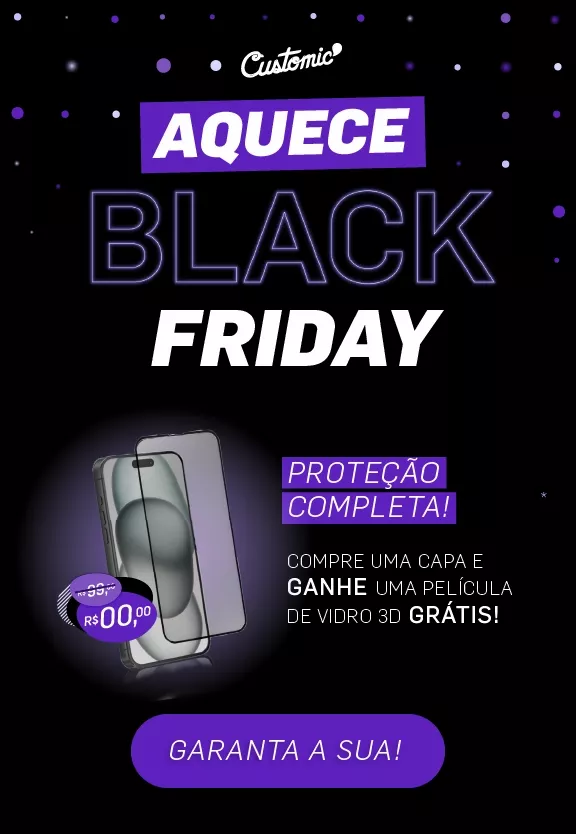 Customic
AQUECE
BLACK
FRIDAY
PROTEÇÃO
COMPLETA!
*
COMPRE UMA CAPA E
GANHE UMA PELÍCULA
DE VIDRO 3D GRÁTIS!
R$99,00
R$00,00
GARANTA A SUA!